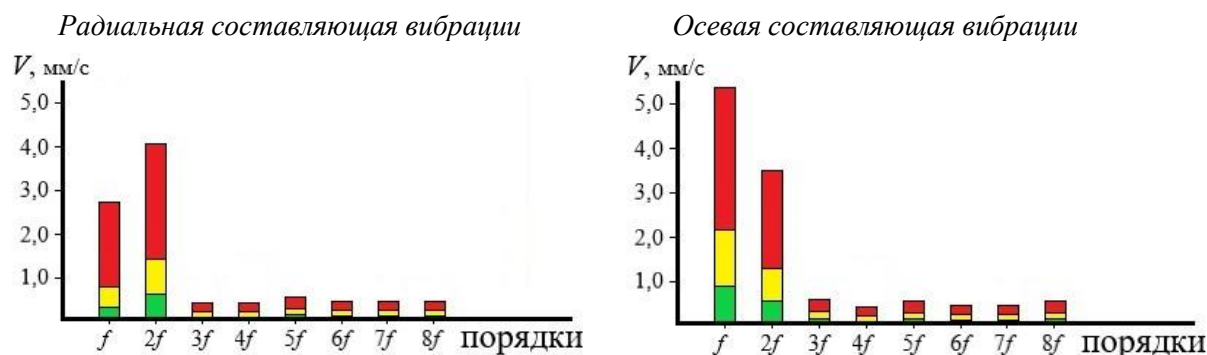 Радиальная составляющая вибрации
V, мм/с
5,0
4,0
3,0
2,0
1,0
f 2f 3f 4f 5f 6f 7f 8f порядки
Осевая составляющая вибрации
V, мм/с
5,0
4,0
3,0
2,0
1,0
f 2f 3f 4f 5f 6f 7f 8f порядки